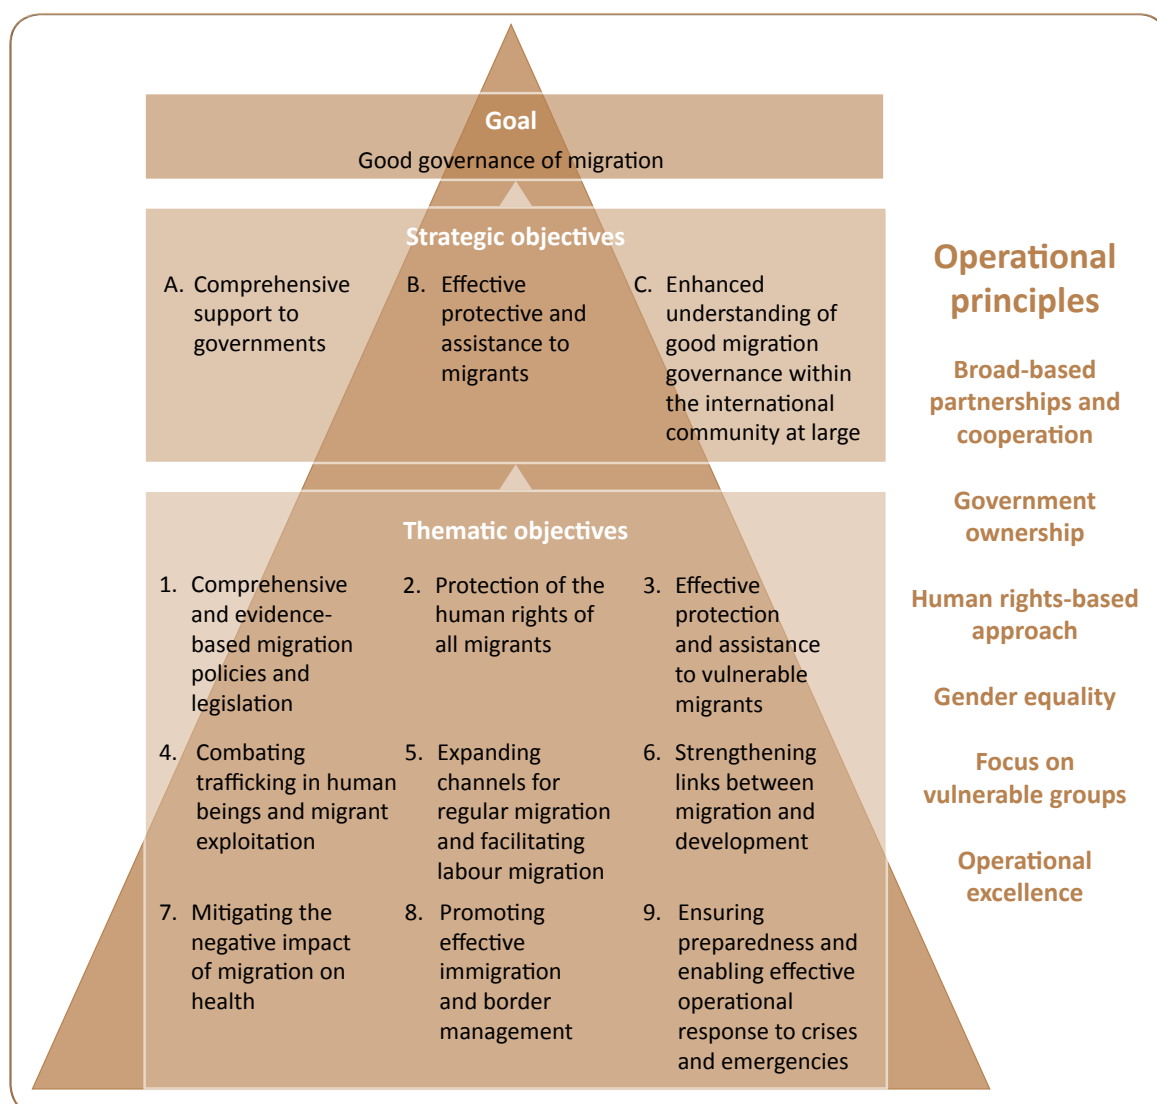 Goal
Good governance of migration
Strategic objectives
A. Comprehensive
support to
governments
B. Effective
protective and
assistance to
migrants
C. Enhanced
understanding of
good migration
governance within
the international
community at large
Thematic objectives
1. Comprehensive
and evidence-
based migration
policies and
legislation
2. Protection of the
human rights of
all migrants
3. Effective
protection
and assistance
to vulnerable
migrants
4. Combating
trafficking in human
beings and migrant
exploitation
5. Expanding
channels for
regular migration
and facilitating
labour migration
6. Strengthening
links between
migration and
development
7. Mitigating the
negative impact
of migration on
health
8. Promoting
effective
immigration
and border
management
9. Ensuring
preparedness and
enabling effective
operational
response to crises
and emergencies
Operational
principles
Broad-based
partnerships and
cooperation
Government
ownership
Human rights-based
approach
Gender equality
Focus on
vulnerable groups
Operational
excellence